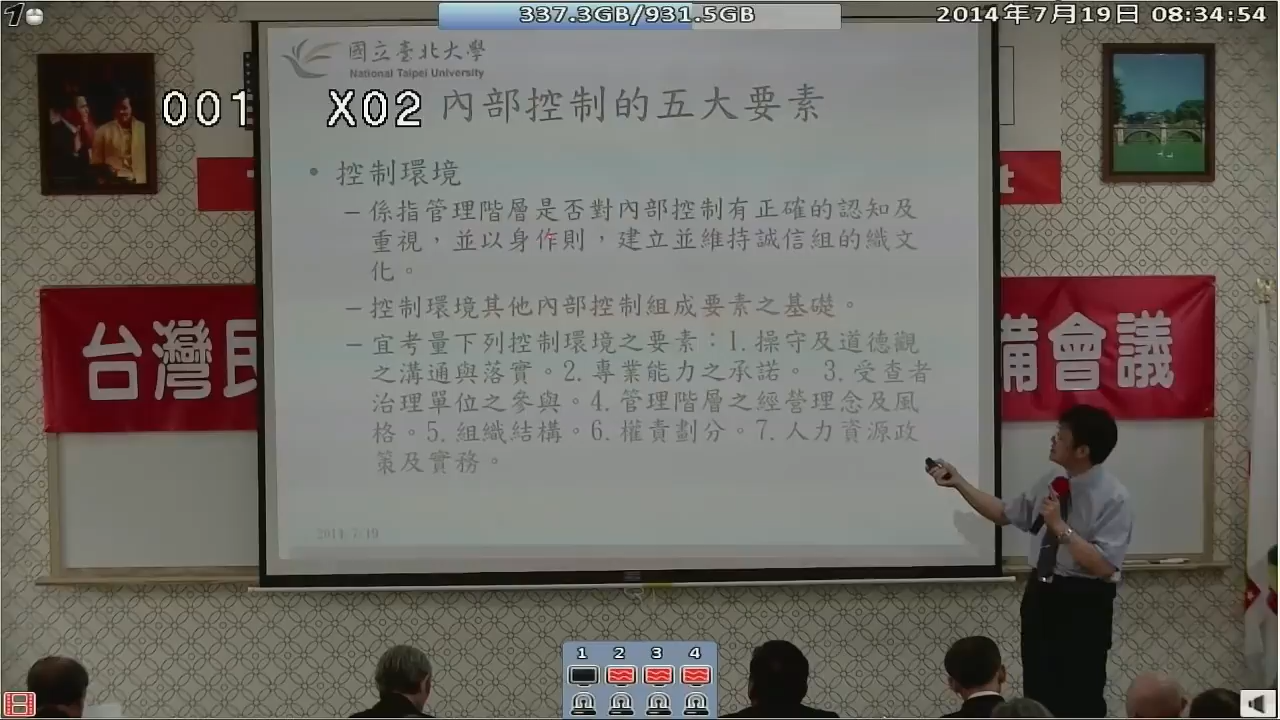 1
337.3GB/931.5GB
2014年7月19日 08:34:54
國立臺北大學
National Taipei University
001
X02
內部控制的五大要素
t
• 控制環境
– 係指管理階層是否對內部控制有正確的認知及
重視，並以身作則，建立並維持誠信組的織文
化。
– 控制環境其他內部控制組成要素之基礎。
– 宜考量下列控制環境之要素：1. 操守及道德觀
之溝通與落實。2. 專業能力之承諾。 3. 受查者
治理單位之參與。4. 管理階層之經營理念及風
格。5. 組織結構。6. 權責劃分。7. 人力資源政
策及實務。
台灣民
備會議
2014/7/19
1 2 3 4